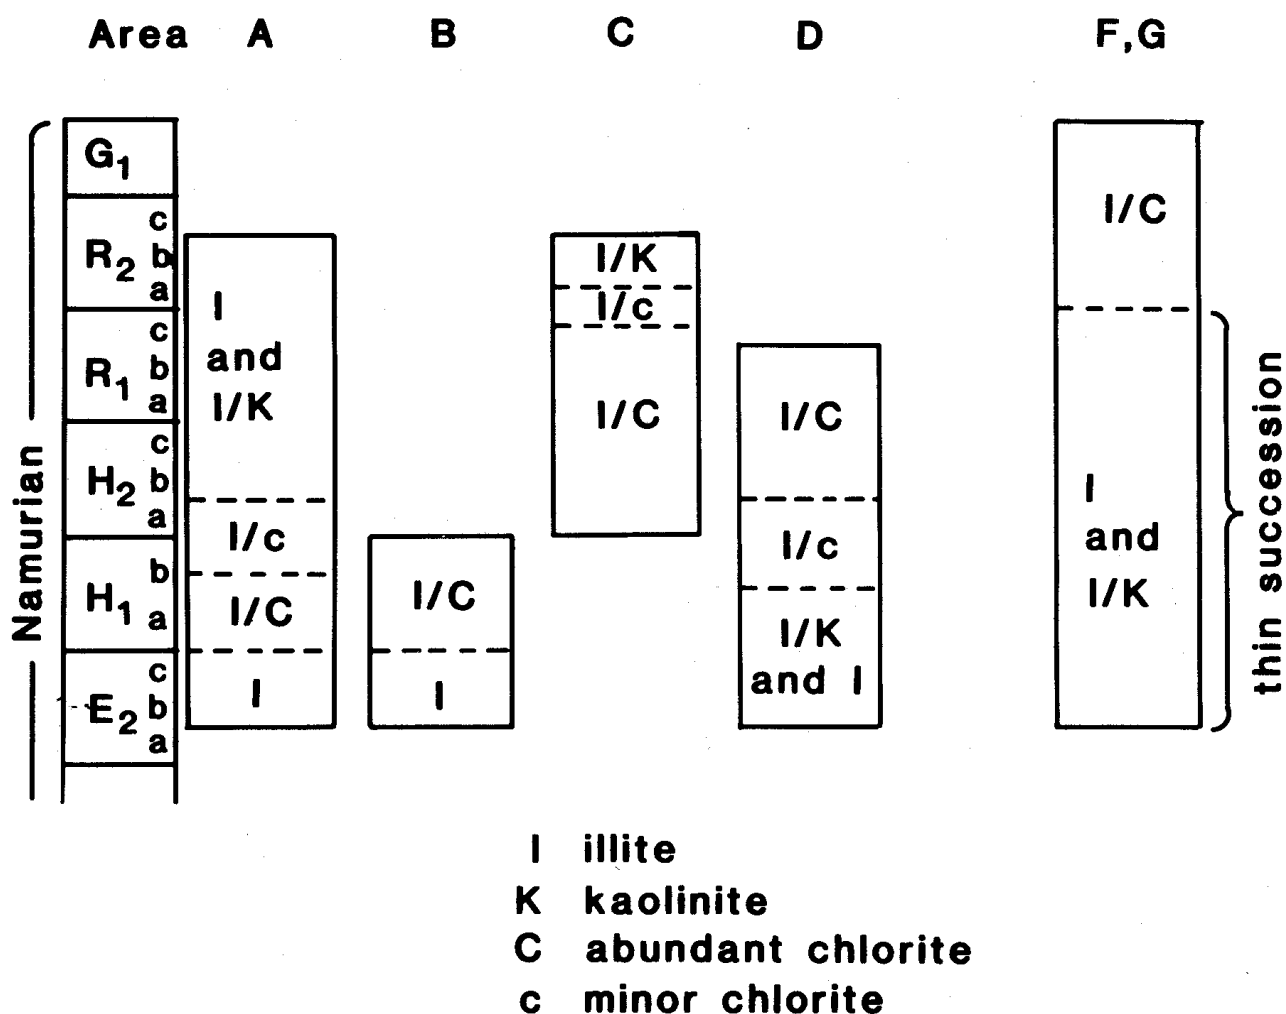 Area A B C D F,G
Namurian
G1
R2 c b a
R1 c b a
H2 c b a
H1 b a
E2 c b a
I
and
I/K
I/c
I/C
I
I/C
I
I/K
I/c
I/C
I/C
I/c
I/K
and I
I/C
I
and
I/K
thin succession
I illite
K kaolinite
C abundant chlorite
c minor chlorite